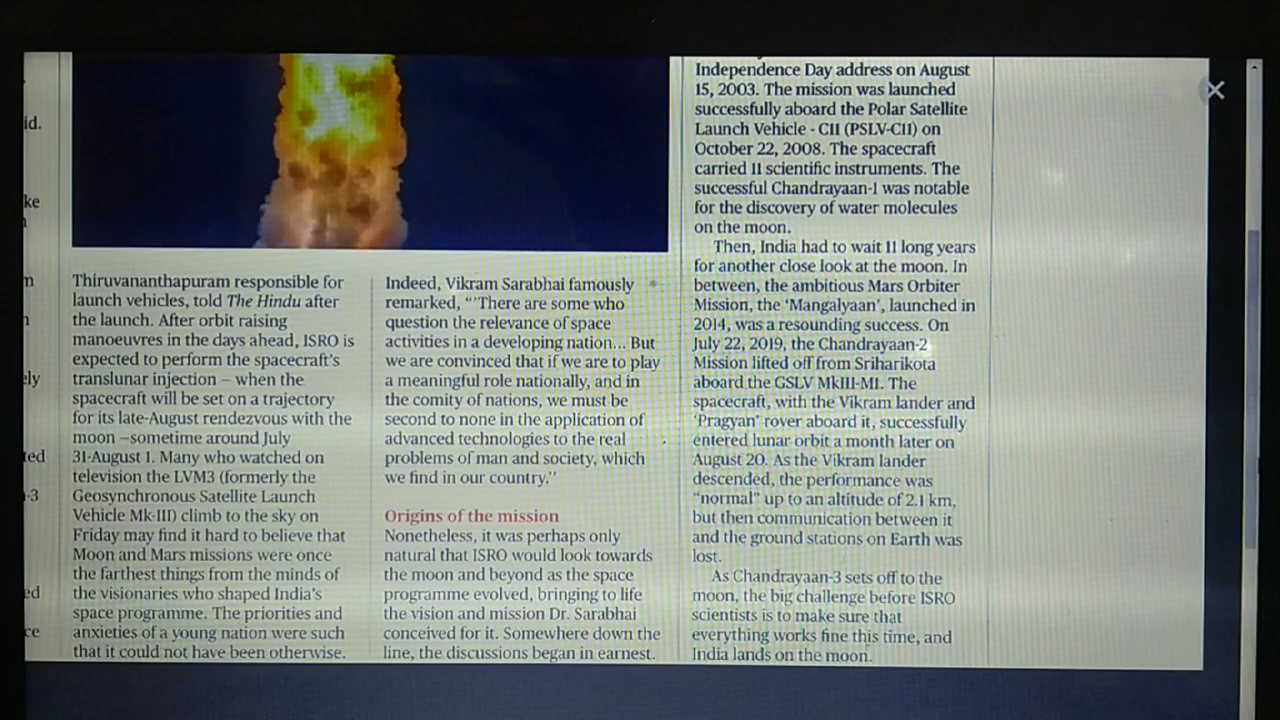 id.
ke
m
ely
ted
-3
ed
ce
Thiruvananthapuram responsible for
launch vehicles, told The Hindu after
the launch. After orbit raising
manoeuvres in the days ahead, ISRO is
expected to perform the spacecraft's
translunar injection – when the
spacecraft will be set on a trajectory
for its late-August rendezvous with the
moon –sometime around July
31-August 1. Many who watched on
television the LVM3 (formerly the
Geosynchronous Satellite Launch
Vehicle Mk-III) climb to the sky on
Friday may find it hard to believe that
Moon and Mars missions were once
the farthest things from the minds of
the visionaries who shaped India's
space programme. The priorities and
anxieties of a young nation were such
that it could not have been otherwise.
Indeed, Vikram Sarabhai famously
remarked, “"There are some who
question the relevance of space
activities in a developing nation... But
we are convinced that if we are to play
a meaningful role nationally, and in
the comity of nations, we must be
second to none in the application of
advanced technologies to the real
problems of man and society, which
we find in our country.”
Origins of the mission
Nonetheless, it was perhaps only
natural that ISRO would look towards
the moon and beyond as the space
programme evolved, bringing to life
the vision and mission Dr. Sarabhai
conceived for it. Somewhere down the
line, the discussions began in earnest.
Independence Day address on August
15, 2003. The mission was launched
successfully aboard the Polar Satellite
Launch Vehicle - C11 (PSLV-C11) on
October 22, 2008. The spacecraft
carried 11 scientific instruments. The
successful Chandrayaan-1 was notable
for the discovery of water molecules
on the moon.
Then, India had to wait 11 long years
for another close look at the moon. In
between, the ambitious Mars Orbiter
Mission, the ‘Mangalyaan’, launched in
2014, was a resounding success. On
July 22, 2019, the Chandrayaan-2
Mission lifted off from Sriharikota
aboard the GSLV MkIII-M1. The
spacecraft, with the Vikram lander and
‘Pragyan’ rover aboard it, successfully
entered lunar orbit a month later on
August 20. As the Vikram lander
descended, the performance was
“normal” up to an altitude of 2.1 km,
but then communication between it
and the ground stations on Earth was
lost.
As Chandrayaan-3 sets off to the
moon, the big challenge before ISRO
scientists is to make sure that
everything works fine this time, and
India lands on the moon.